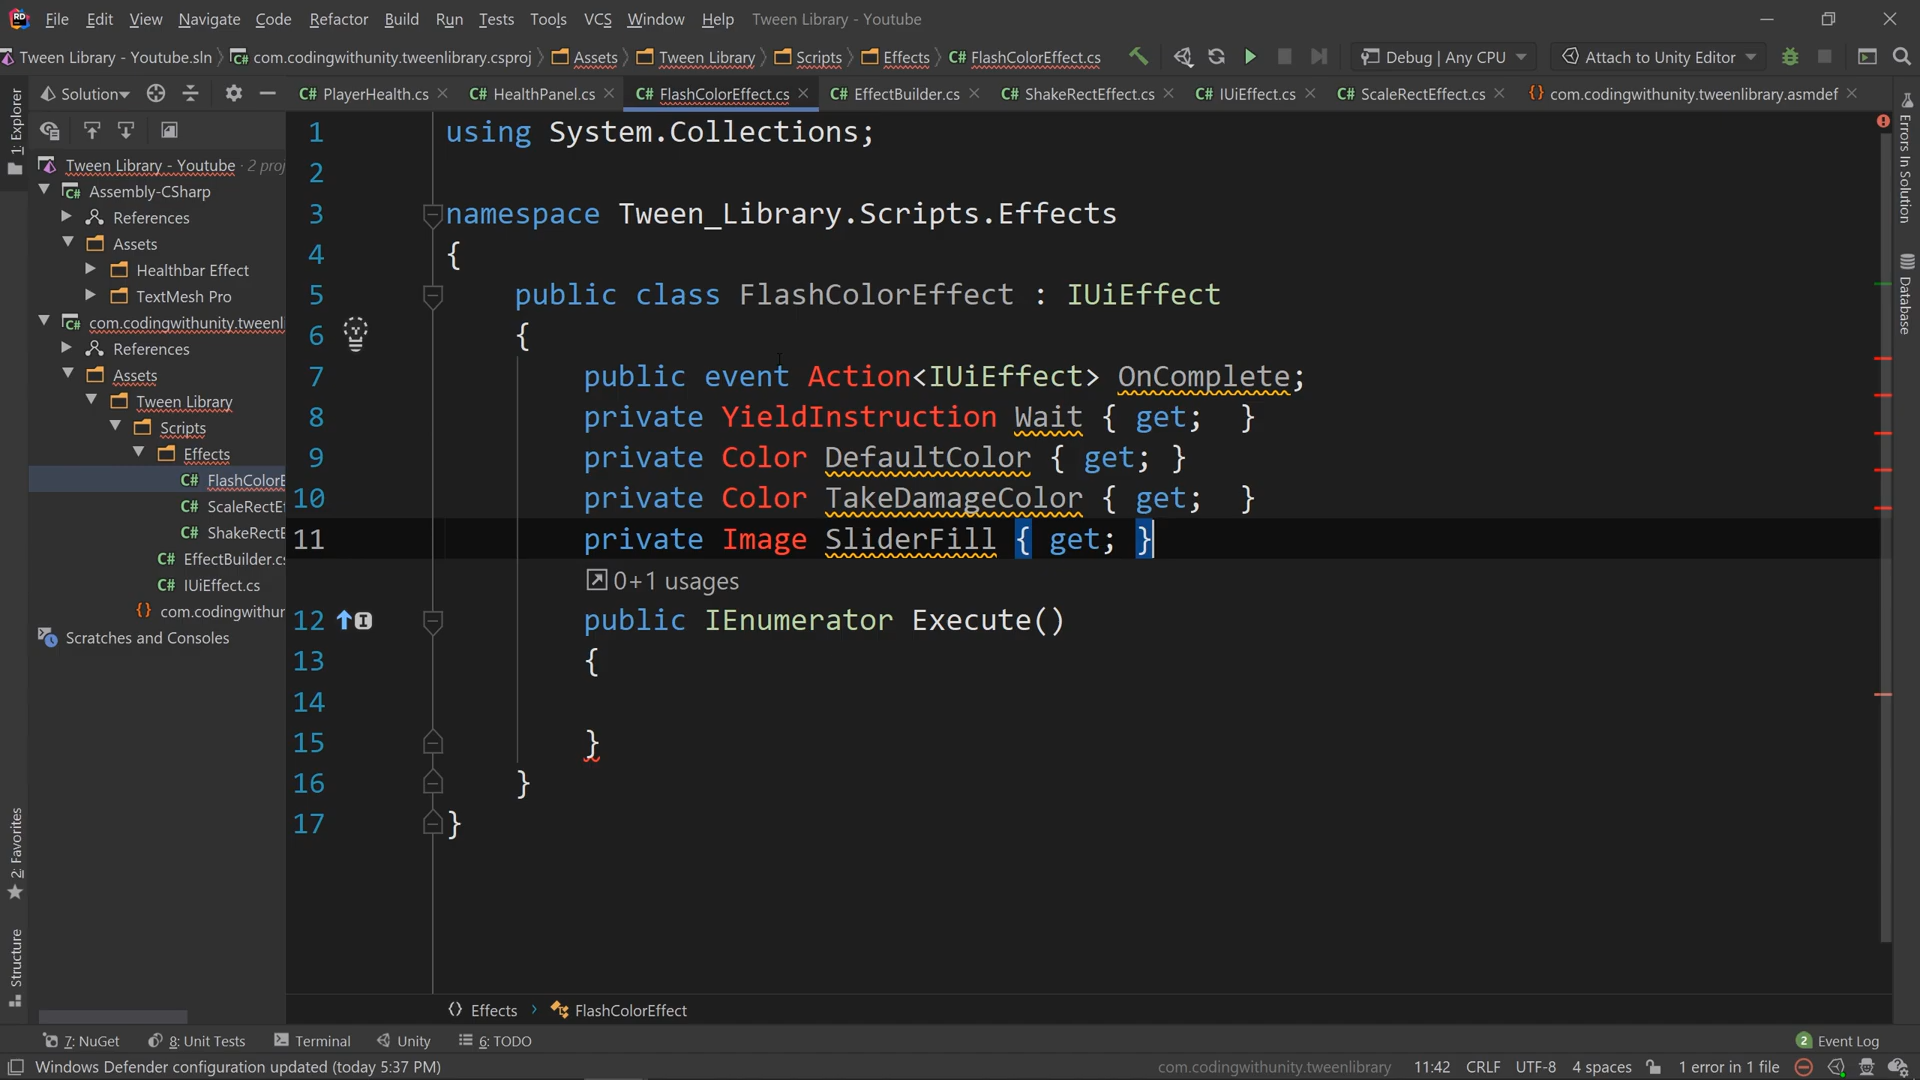 File Edit View Navigate Code Refactor Build Run Tests Tools VCS Window Help Tween Library - Youtube
Tween Library - Youtube.sln com.codingwithunity.tweenlibrary.csproj Assets Tween Library Scripts Effects C# FlashColorEffect.cs Debug | Any CPU Attach to Unity Editor
Solution C# PlayerHealth.cs C# HealthPanel.cs C# FlashColorEffect.cs C# EffectBuilder.cs C# ShakeRectEffect.cs C# IUiEffect.cs C# ScaleRectEffect.cs {} com.codingwithunity.tweenlibrary.asmdef
1: Explorer
Tween Library - Youtube · 2 proj
Assembly-CSharp
References
Assets
Healthbar Effect
TextMesh Pro
com.codingwithunity.tweenl
References
Assets
Tween Library
Scripts
Effects
C# FlashColorE
C# ScaleRectE
C# ShakeRectE
C# EffectBuilder.c
C# IUiEffect.cs
{} com.codingwithur
Scratches and Consoles
2: Favorites
Structure
1 using System.Collections;
2
3 namespace Tween_Library.Scripts.Effects
4 {
5 public class FlashColorEffect : IUiEffect
6 {
7 public event Action<IUiEffect> OnComplete;
8 private YieldInstruction Wait { get;  }
9 private Color DefaultColor { get; }
10 private Color TakeDamageColor { get;  }
11 private Image SliderFill { get; }
0+1 usages
12 public IEnumerator Execute()
13 {
14
15 }
16 }
17 }
Errors In Solution
Database
{} Effects › FlashColorEffect
7: NuGet 8: Unit Tests Terminal Unity 6: TODO 2 Event Log
Windows Defender configuration updated (today 5:37 PM) com.codingwithunity.tweenlibrary 11:42 CRLF UTF-8 4 spaces 1 error in 1 file